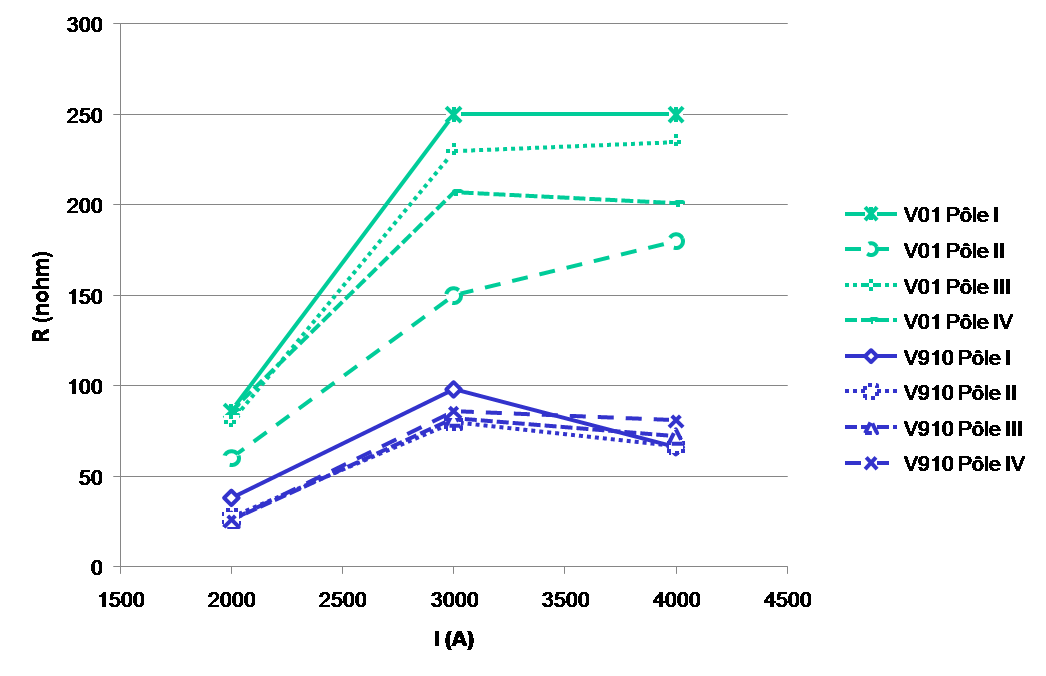 300
250
200
150
100
50
0
R (nohm)
1500 2000 2500 3000 3500 4000 4500
I (A)
V01 Pôle I
V01 Pôle II
V01 Pôle III
V01 Pôle IV
V910 Pôle I
V910 Pôle II
V910 Pôle III
V910 Pôle IV